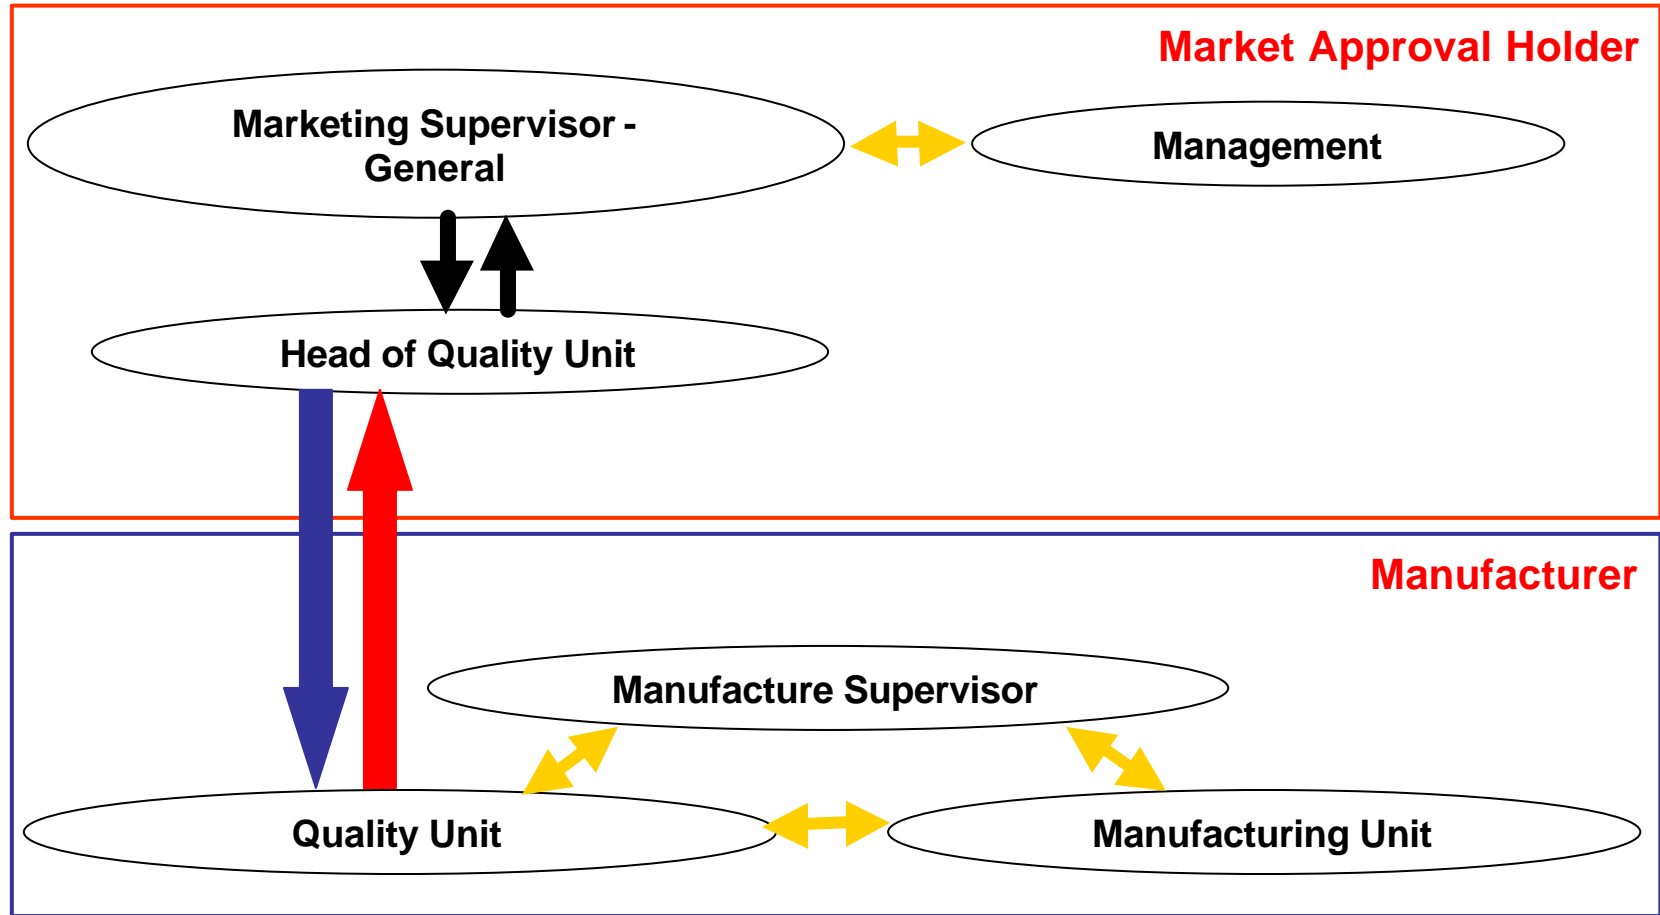 Market Approval Holder
Marketing Supervisor -
General
Management
Head of Quality Unit
Manufacturer
Manufacture Supervisor
Quality Unit
Manufacturing Unit